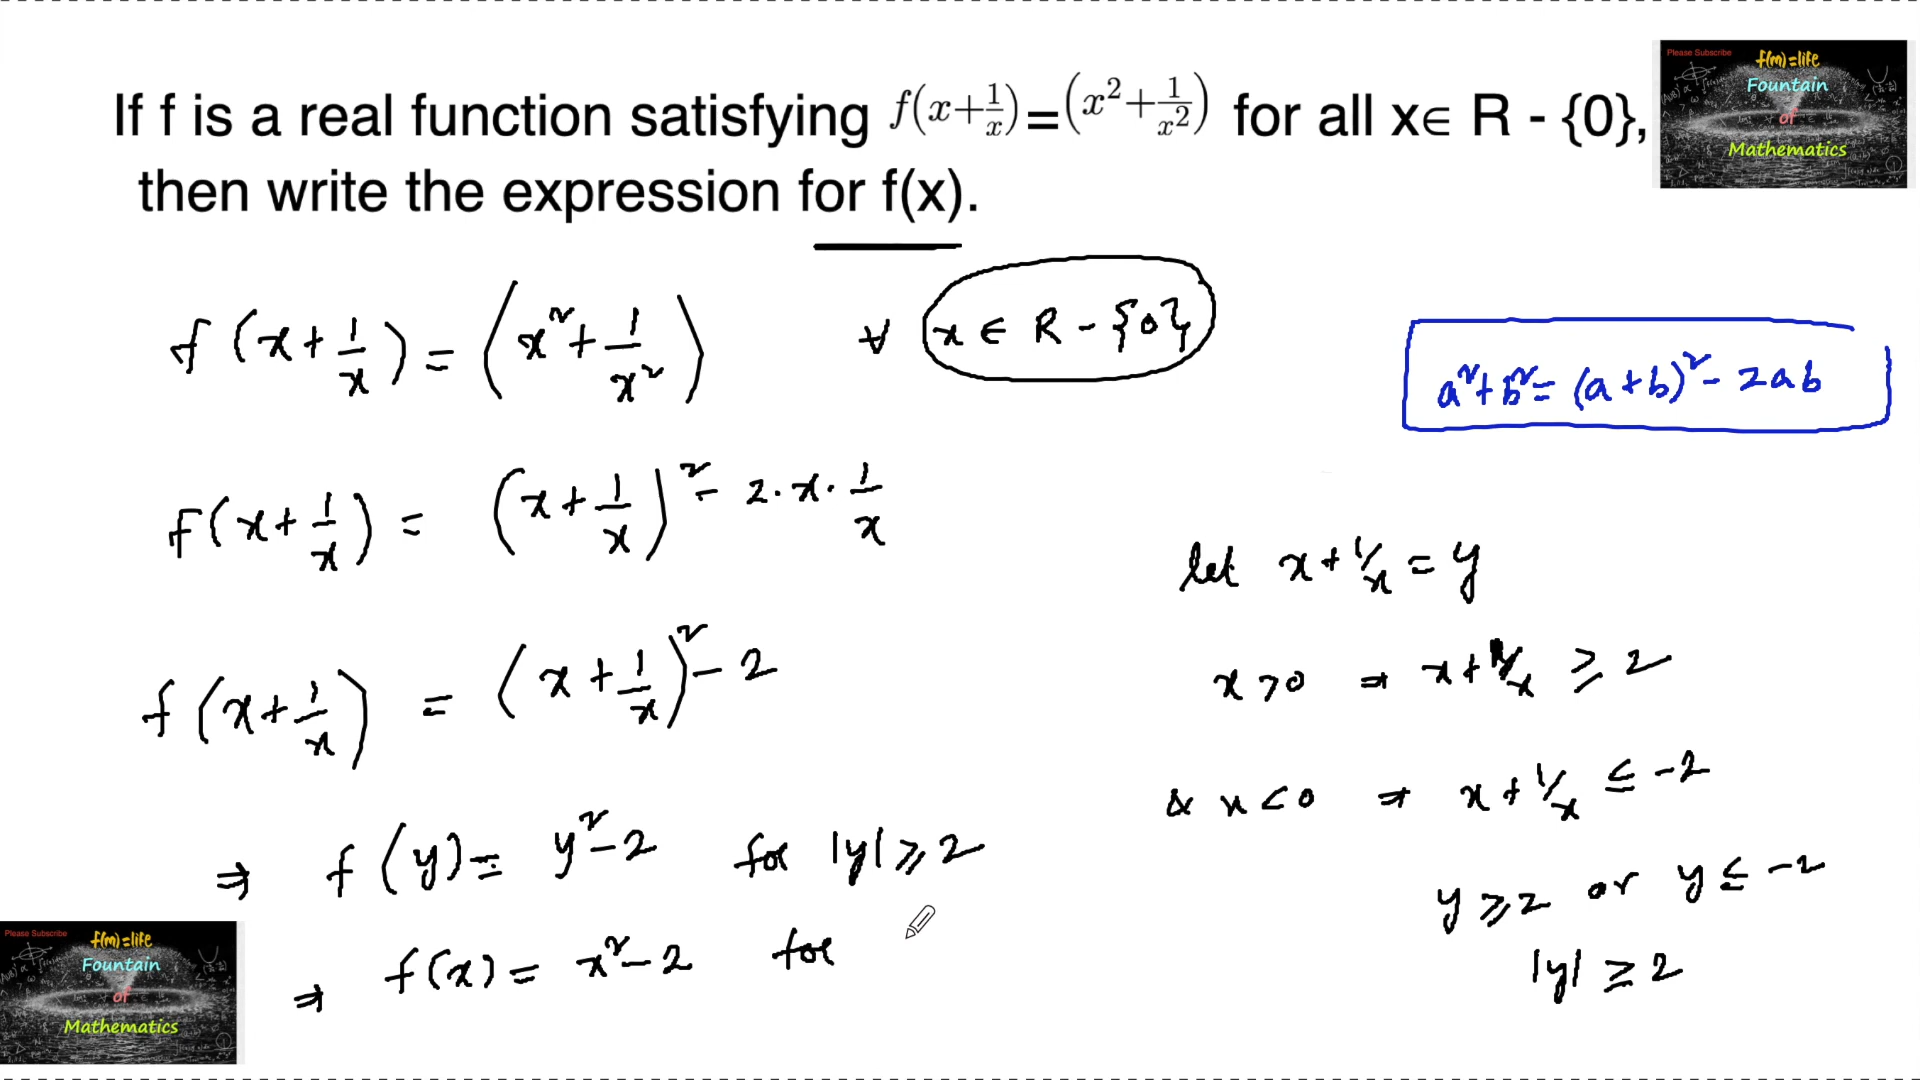 If f is a real function satisfying f(x+1/x)=(x²+1/x²) for all x∈ R - {0},
then write the expression for f(x).
Please Subscribe
f(m)=life
Fountain
of
Mathematics
f(x+1/x) = (x²+1/x²) ∀ x ∈ R - {0}
a²+b² = (a+b)² - 2ab
f(x+1/x) = (x+1/x)² - 2·x·1/x
f(x+1/x) = (x+1/x)² - 2
⇒ f(y) = y²-2 for |y| ⩾ 2
⇒ f(x) = x²-2 for
let x+1/x = y
x>0 ⇒ x+1/x ≥ 2
& x<0 ⇒ x+1/x ≤ -2
y ⩾ 2 or y ≤ -2
|y| ≥ 2
Please Subscribe
f(m)=life
Fountain
of
Mathematics